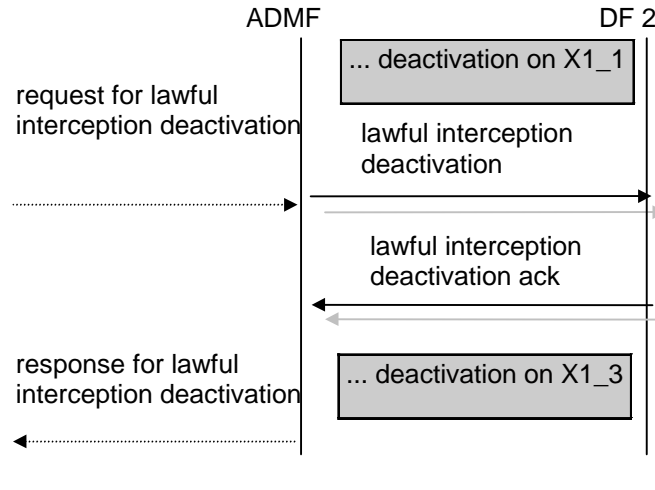 ADMF
DF 2
... deactivation on X1_1
request for lawful
interception deactivation
lawful interception
deactivation
lawful interception
deactivation ack
response for lawful
interception deactivation
... deactivation on X1_3